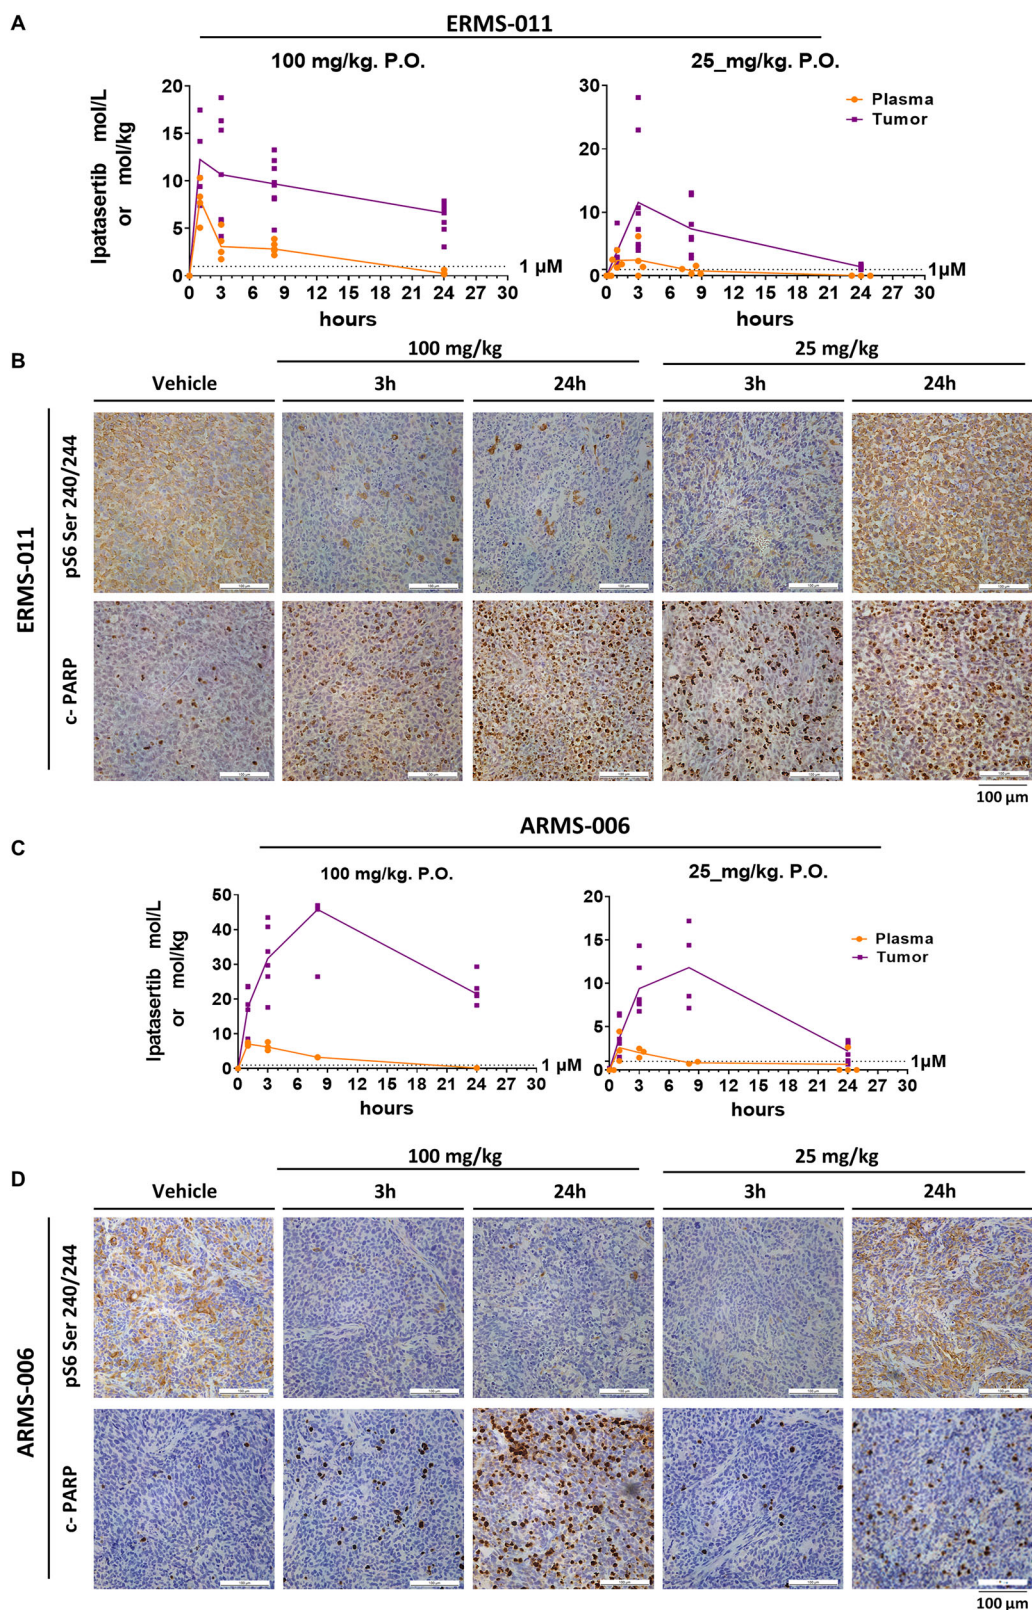 A
ERMS-011
100 mg/kg. P.O.
25_mg/kg. P.O.
Ipatasertib mol/L
or mol/kg
20
15
10
5
0
0 3 6 9 12 15 18 21 24 27 30
hours
1 µM
30
20
10
0
0 3 6 9 12 15 18 21 24 27 30
hours
1µM
Plasma
Tumor
B
100 mg/kg
25 mg/kg
Vehicle
3h
24h
3h
24h
ERMS-011
pS6 Ser 240/244
c- PARP
100 µm
C
ARMS-006
100 mg/kg. P.O.
25_mg/kg. P.O.
Ipatasertib mol/L
or mol/kg
50
40
30
20
10
0
0 3 6 9 12 15 18 21 24 27 30
hours
1 µM
20
15
10
5
0
0 3 6 9 12 15 18 21 24 27 30
hours
1µM
Plasma
Tumor
D
100 mg/kg
25 mg/kg
Vehicle
3h
24h
3h
24h
ARMS-006
pS6 Ser 240/244
c- PARP
100 µm